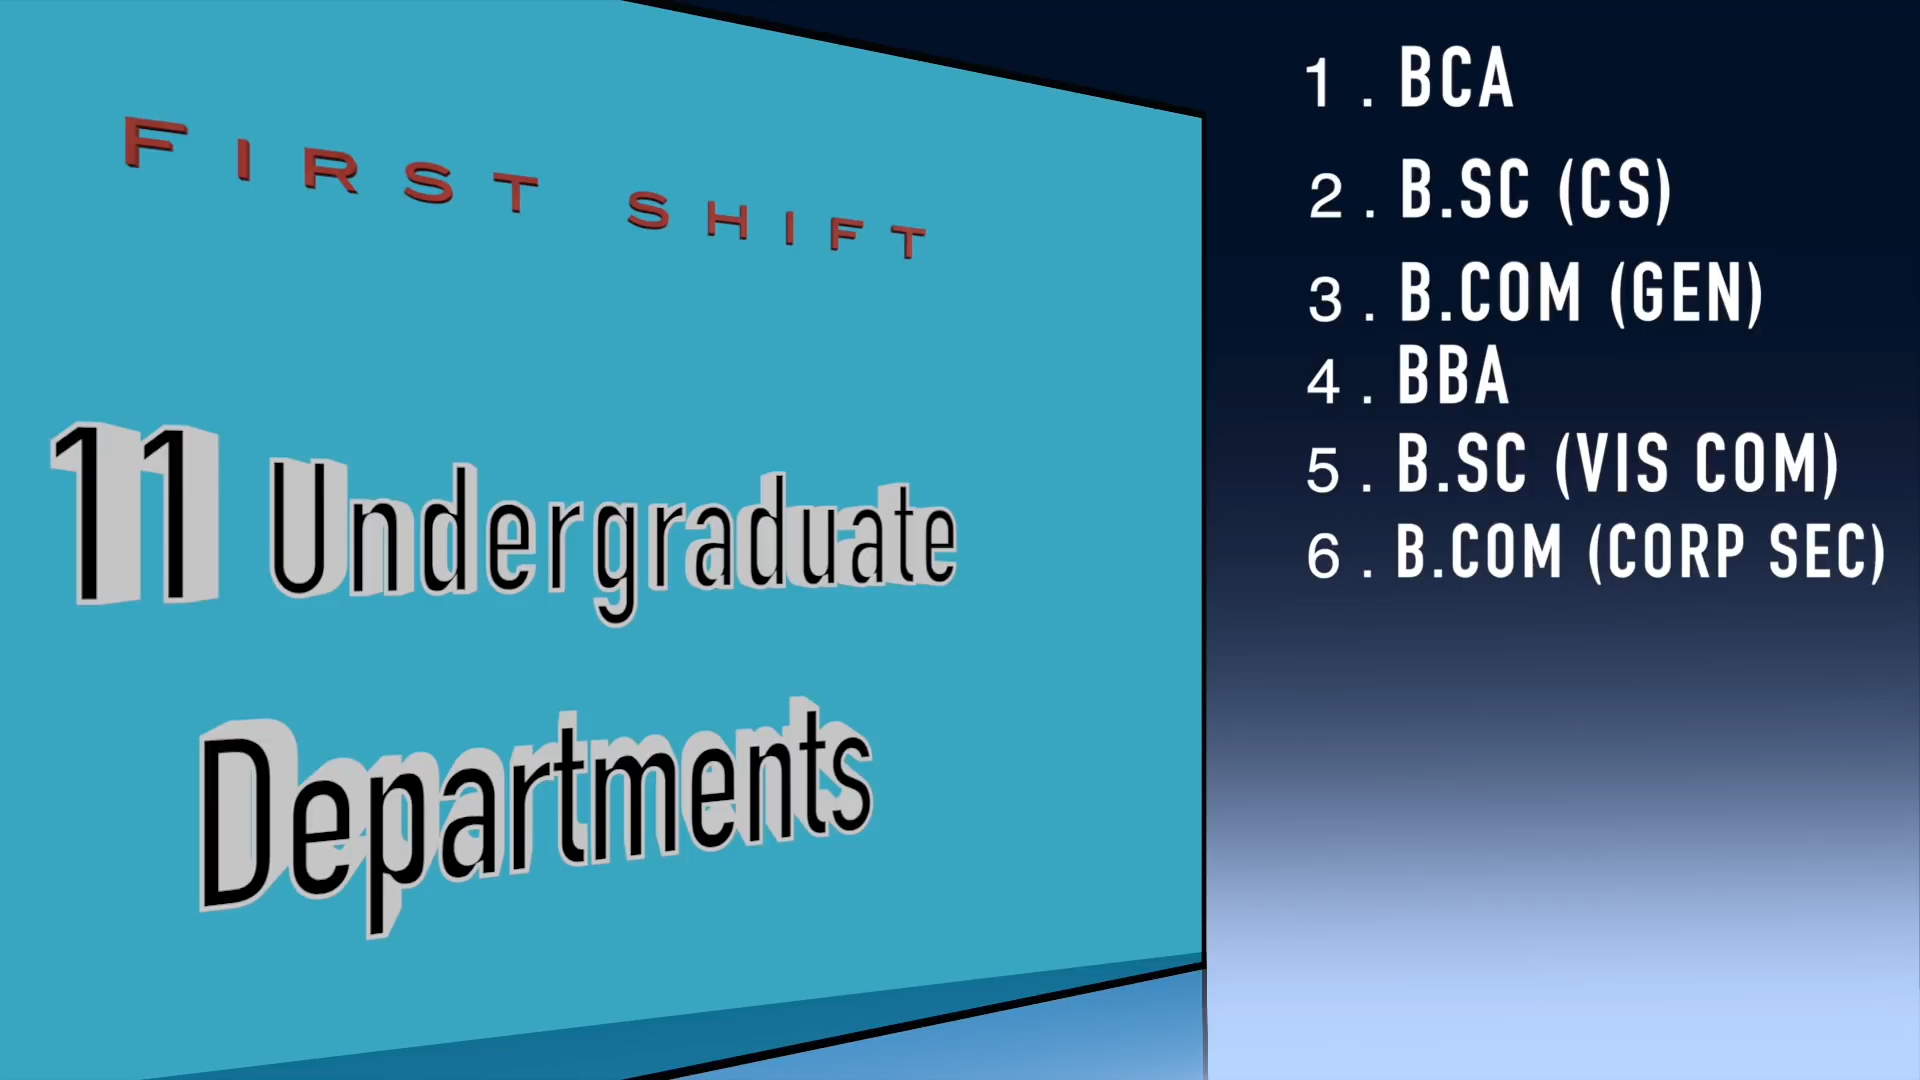 FIRST SHIFT
11 Undergraduate
Departments
1 . BCA
2 . B.SC (CS)
3 . B.COM (GEN)
4 . BBA
5 . B.SC (VIS COM)
6 . B.COM (CORP SEC)